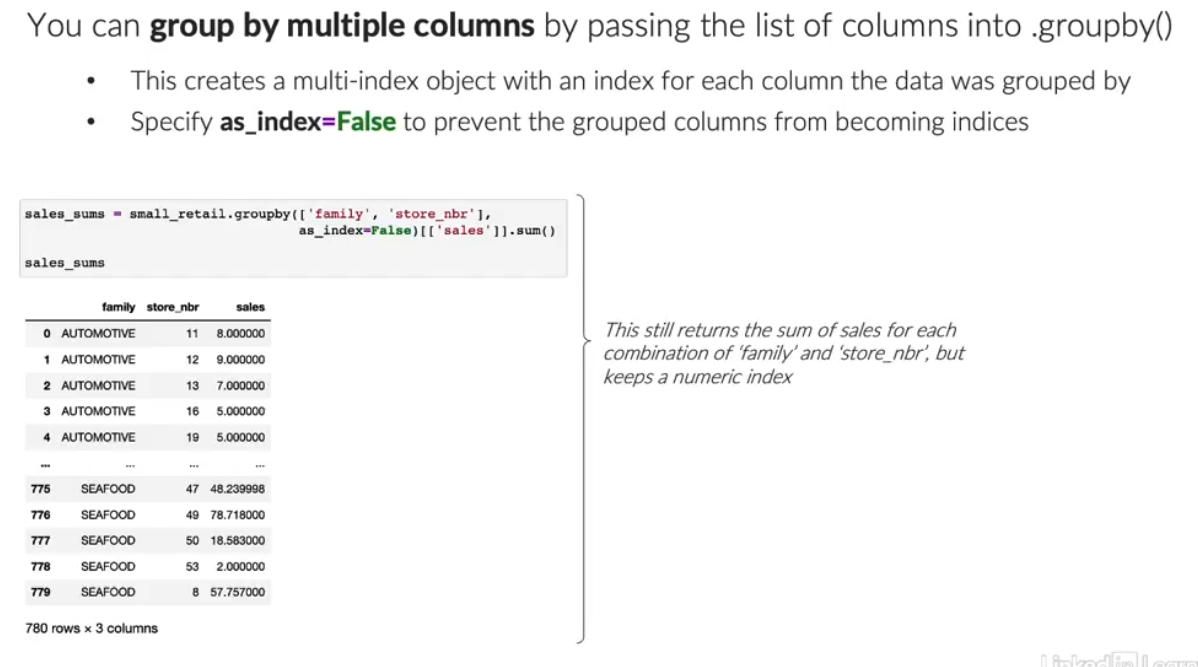 You can group by multiple columns by passing the list of columns into .groupby()
• This creates a multi-index object with an index for each column the data was grouped by
• Specify as_index=False to prevent the grouped columns from becoming indices
sales_sums = small_retail.groupby(['family', 'store_nbr'],
as_index=False)[['sales']].sum()
sales_sums
family store_nbr sales
0 AUTOMOTIVE 11 8.000000
1 AUTOMOTIVE 12 9.000000
2 AUTOMOTIVE 13 7.000000
3 AUTOMOTIVE 16 5.000000
4 AUTOMOTIVE 19 5.000000
... ... ... ...
775 SEAFOOD 47 48.239998
776 SEAFOOD 49 78.718000
777 SEAFOOD 50 18.583000
778 SEAFOOD 53 2.000000
779 SEAFOOD 8 57.757000
780 rows × 3 columns
This still returns the sum of sales for each
combination of ‘family’ and ‘store_nbr’, but
keeps a numeric index